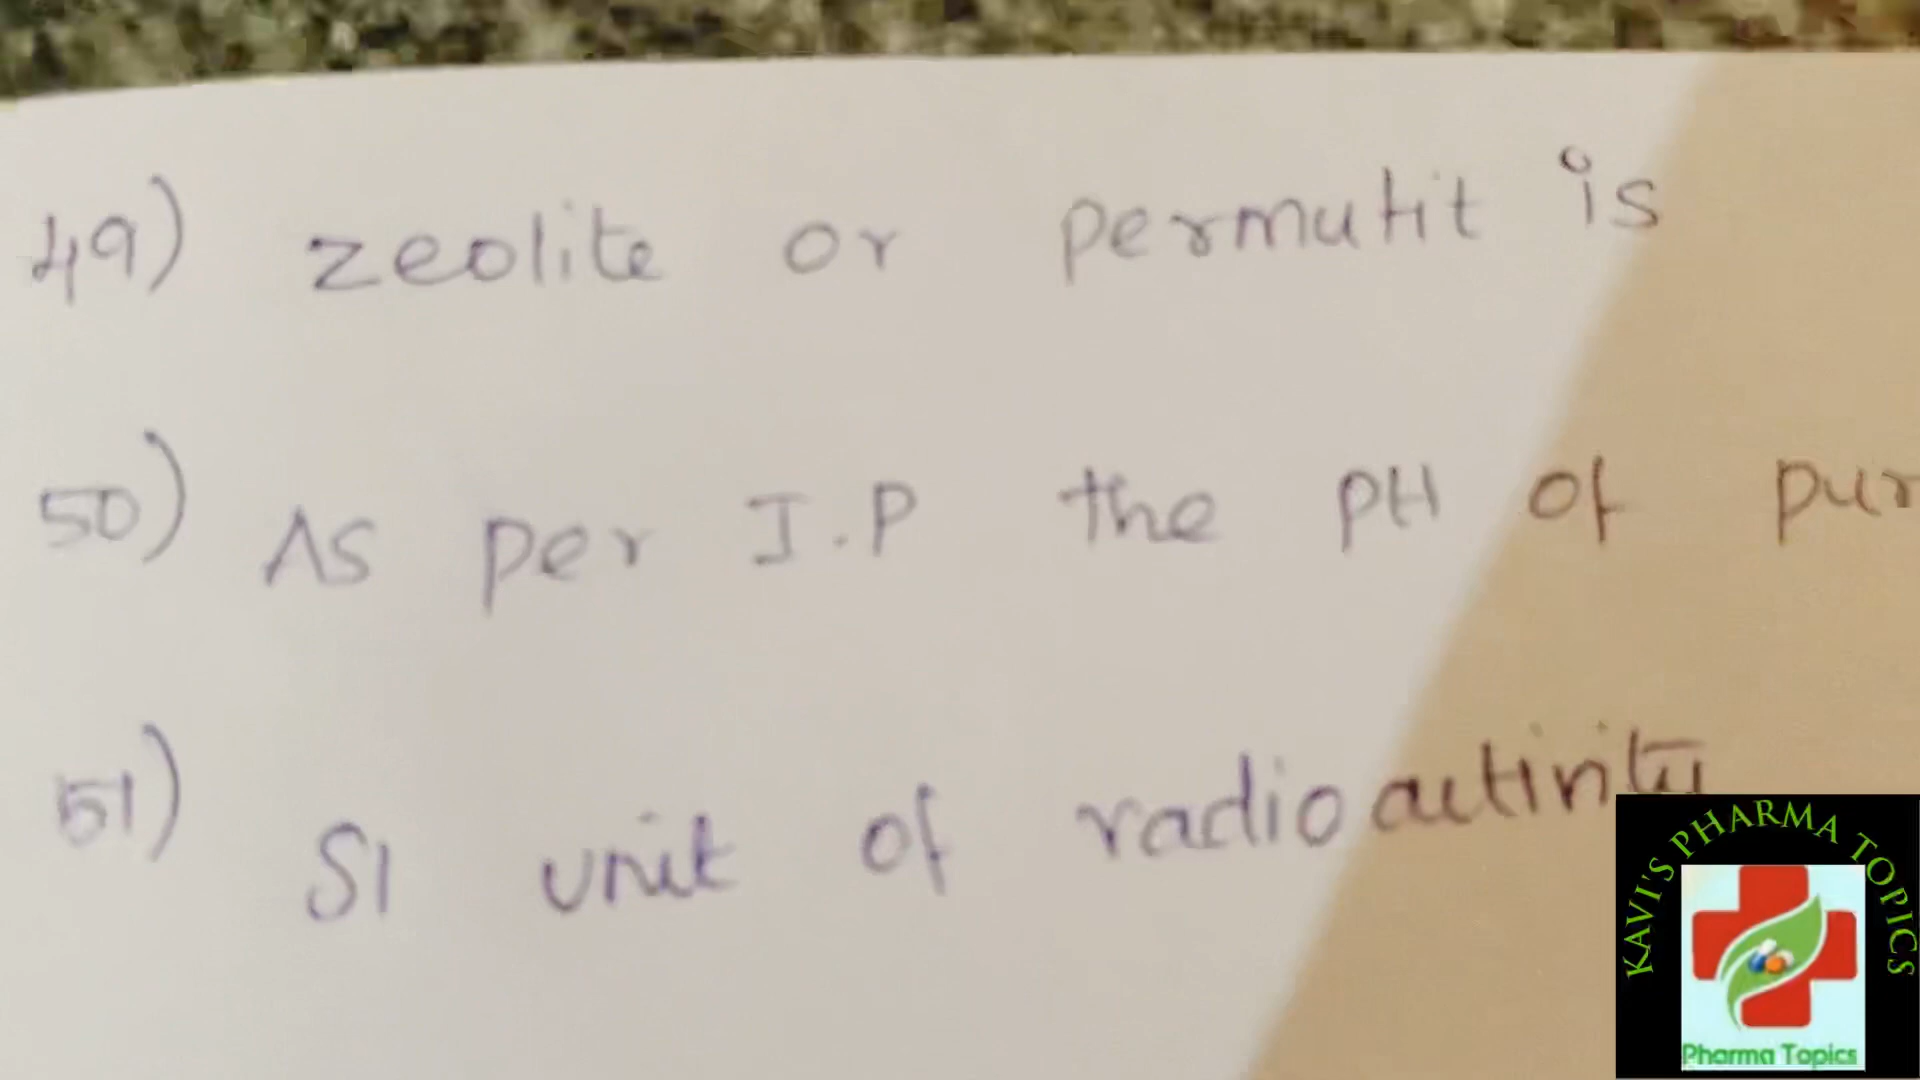 49) zeolite or permutit is
50) As per I.P the pH of pur
51) SI unit of radioactivity
KAVI'S PHARMA TOPICS
Pharma Topics